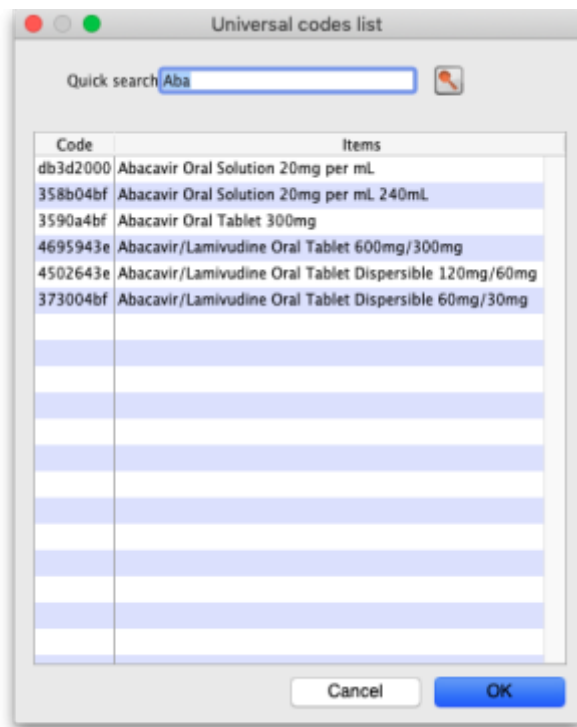 Universal codes list
Quick search Aba
Code Items
db3d2000 Abacavir Oral Solution 20mg per mL
358b04bf Abacavir Oral Solution 20mg per mL 240mL
3590a4bf Abacavir Oral Tablet 300mg
4695943e Abacavir/Lamivudine Oral Tablet 600mg/300mg
4502643e Abacavir/Lamivudine Oral Tablet Dispersible 120mg/60mg
373004bf Abacavir/Lamivudine Oral Tablet Dispersible 60mg/30mg
Cancel OK